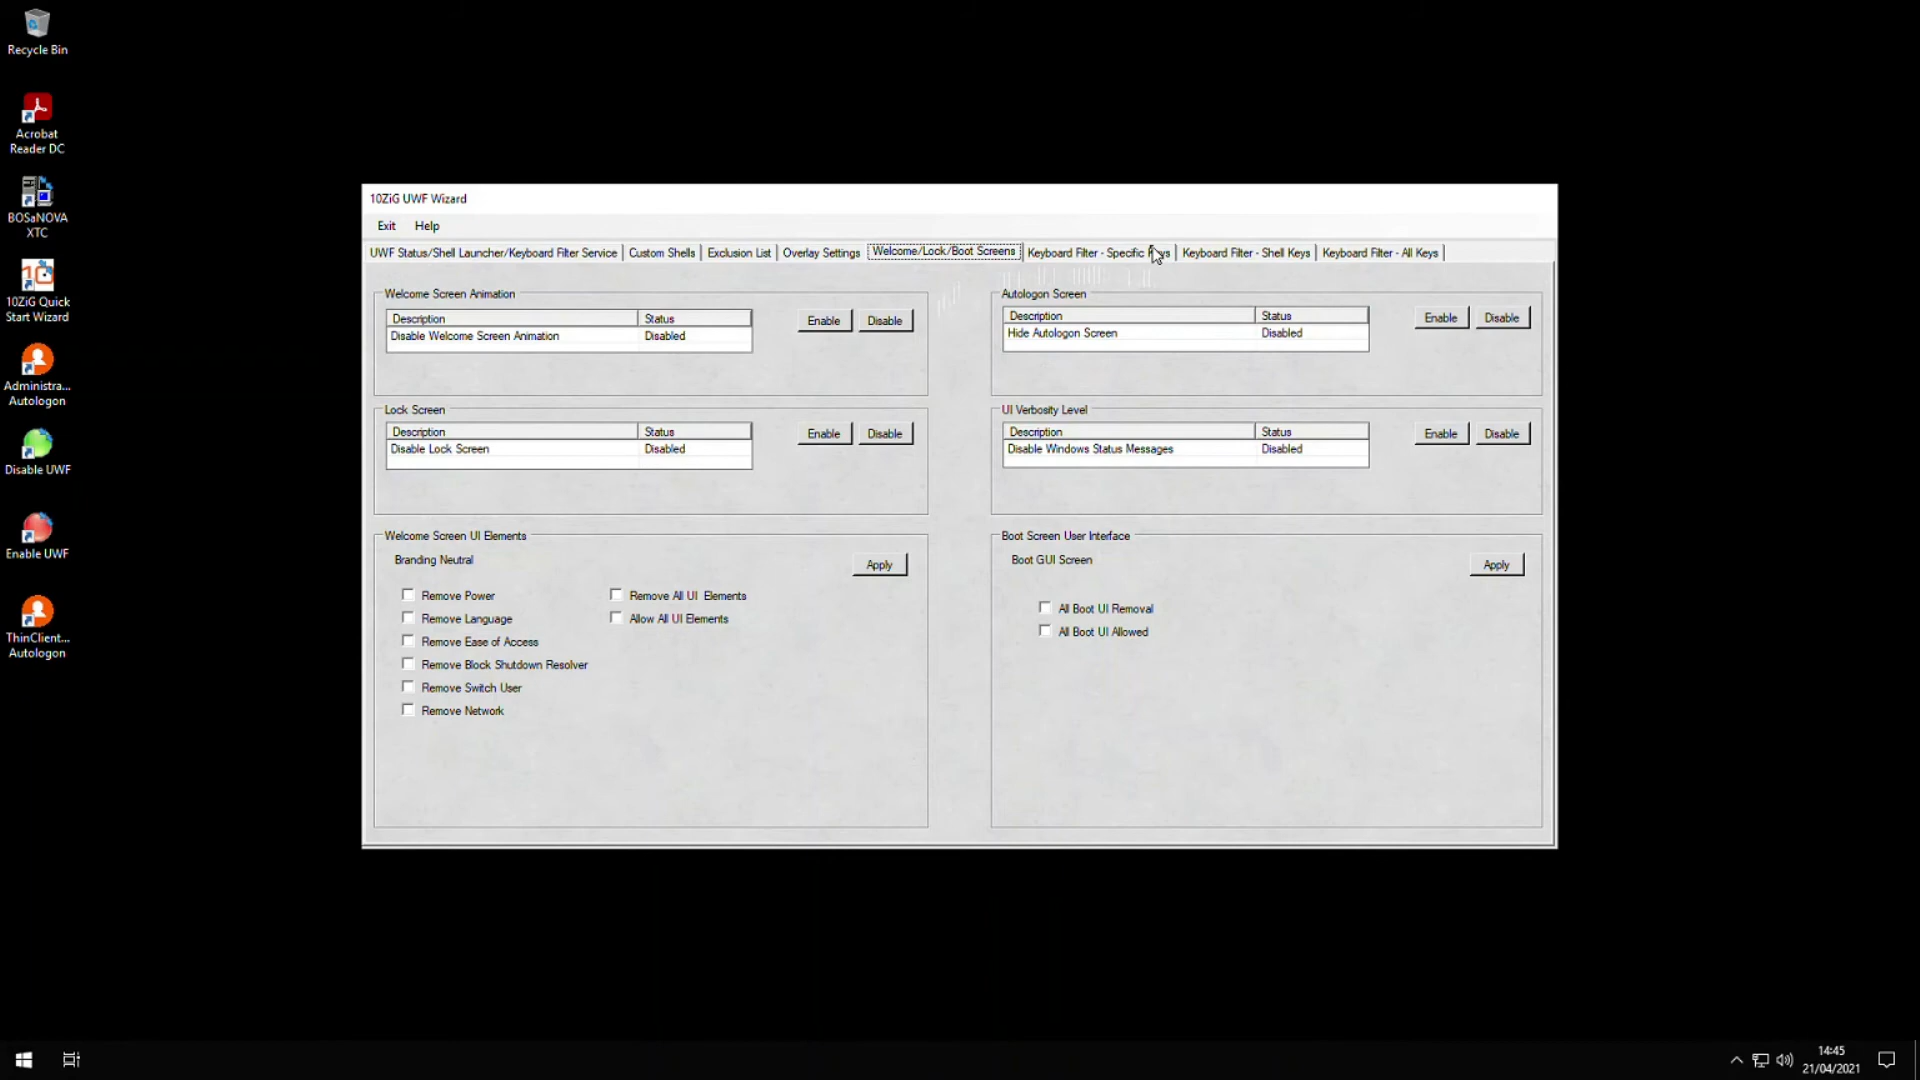 Recycle Bin
Acrobat
Reader DC
BOSaNOVA
XTC
10ZiG Quick
Start Wizard
Administra...
Autologon
Disable UWF
Enable UWF
ThinClient...
Autologon
10ZiG UWF Wizard
Exit Help
UWF Status/Shell Launcher/Keyboard Filter Service Custom Shells Exclusion List Overlay Settings Welcome/Lock/Boot Screens Keyboard Filter - Specific Keys Keyboard Filter - Shell Keys Keyboard Filter - All Keys
Welcome Screen Animation
Description Status
Disable Welcome Screen Animation Disabled
Enable Disable
Autologon Screen
Description Status
Hide Autologon Screen Disabled
Enable Disable
Lock Screen
Description Status
Disable Lock Screen Disabled
Enable Disable
UI Verbosity Level
Description Status
Disable Windows Status Messages Disabled
Enable Disable
Welcome Screen UI Elements
Branding Neutral
Apply
Remove Power
Remove Language
Remove Ease of Access
Remove Block Shutdown Resolver
Remove Switch User
Remove Network
Remove All UI Elements
Allow All UI Elements
Boot Screen User Interface
Boot GUI Screen
Apply
All Boot UI Removal
All Boot UI Allowed
14:45
21/04/2021